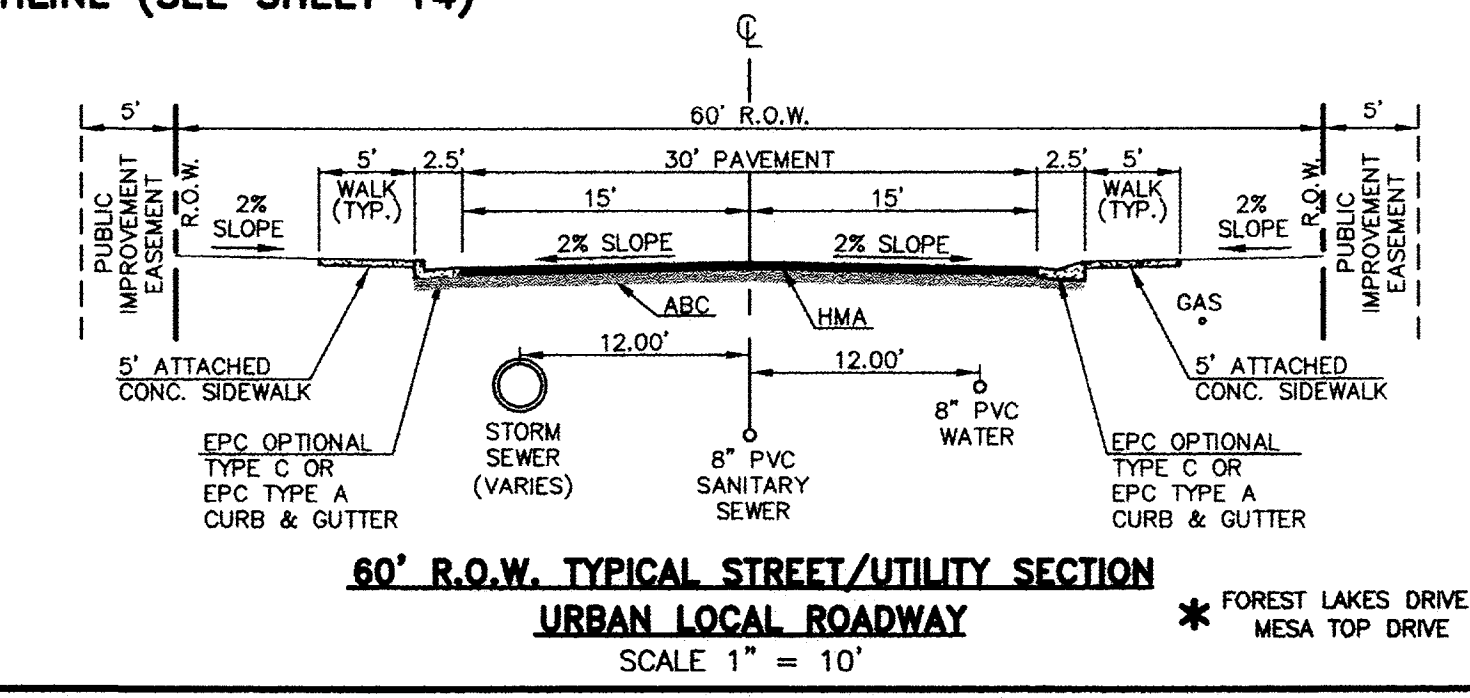 HLINE (SEE SHEET 14)
℄
5'
60' R.O.W.
5'
5'
2.5'
30' PAVEMENT
2.5'
5'
WALK
(TYP.)
15'
15'
WALK
(TYP.)
PUBLIC
IMPROVEMENT
EASEMENT
R.O.W.
2%
SLOPE
2% SLOPE
2% SLOPE
2%
SLOPE
R.O.W.
PUBLIC
IMPROVEMENT
EASEMENT
ABC
HMA
GAS
12.00'
12.00'
5' ATTACHED
CONC. SIDEWALK
5' ATTACHED
CONC. SIDEWALK
8" PVC
WATER
STORM
SEWER
(VARIES)
8" PVC
SANITARY
SEWER
EPC OPTIONAL
TYPE C OR
EPC TYPE A
CURB & GUTTER
EPC OPTIONAL
TYPE C OR
EPC TYPE A
CURB & GUTTER
60' R.O.W. TYPICAL STREET/UTILITY SECTION
URBAN LOCAL ROADWAY
SCALE 1" = 10'
* FOREST LAKES DRIVE
MESA TOP DRIVE